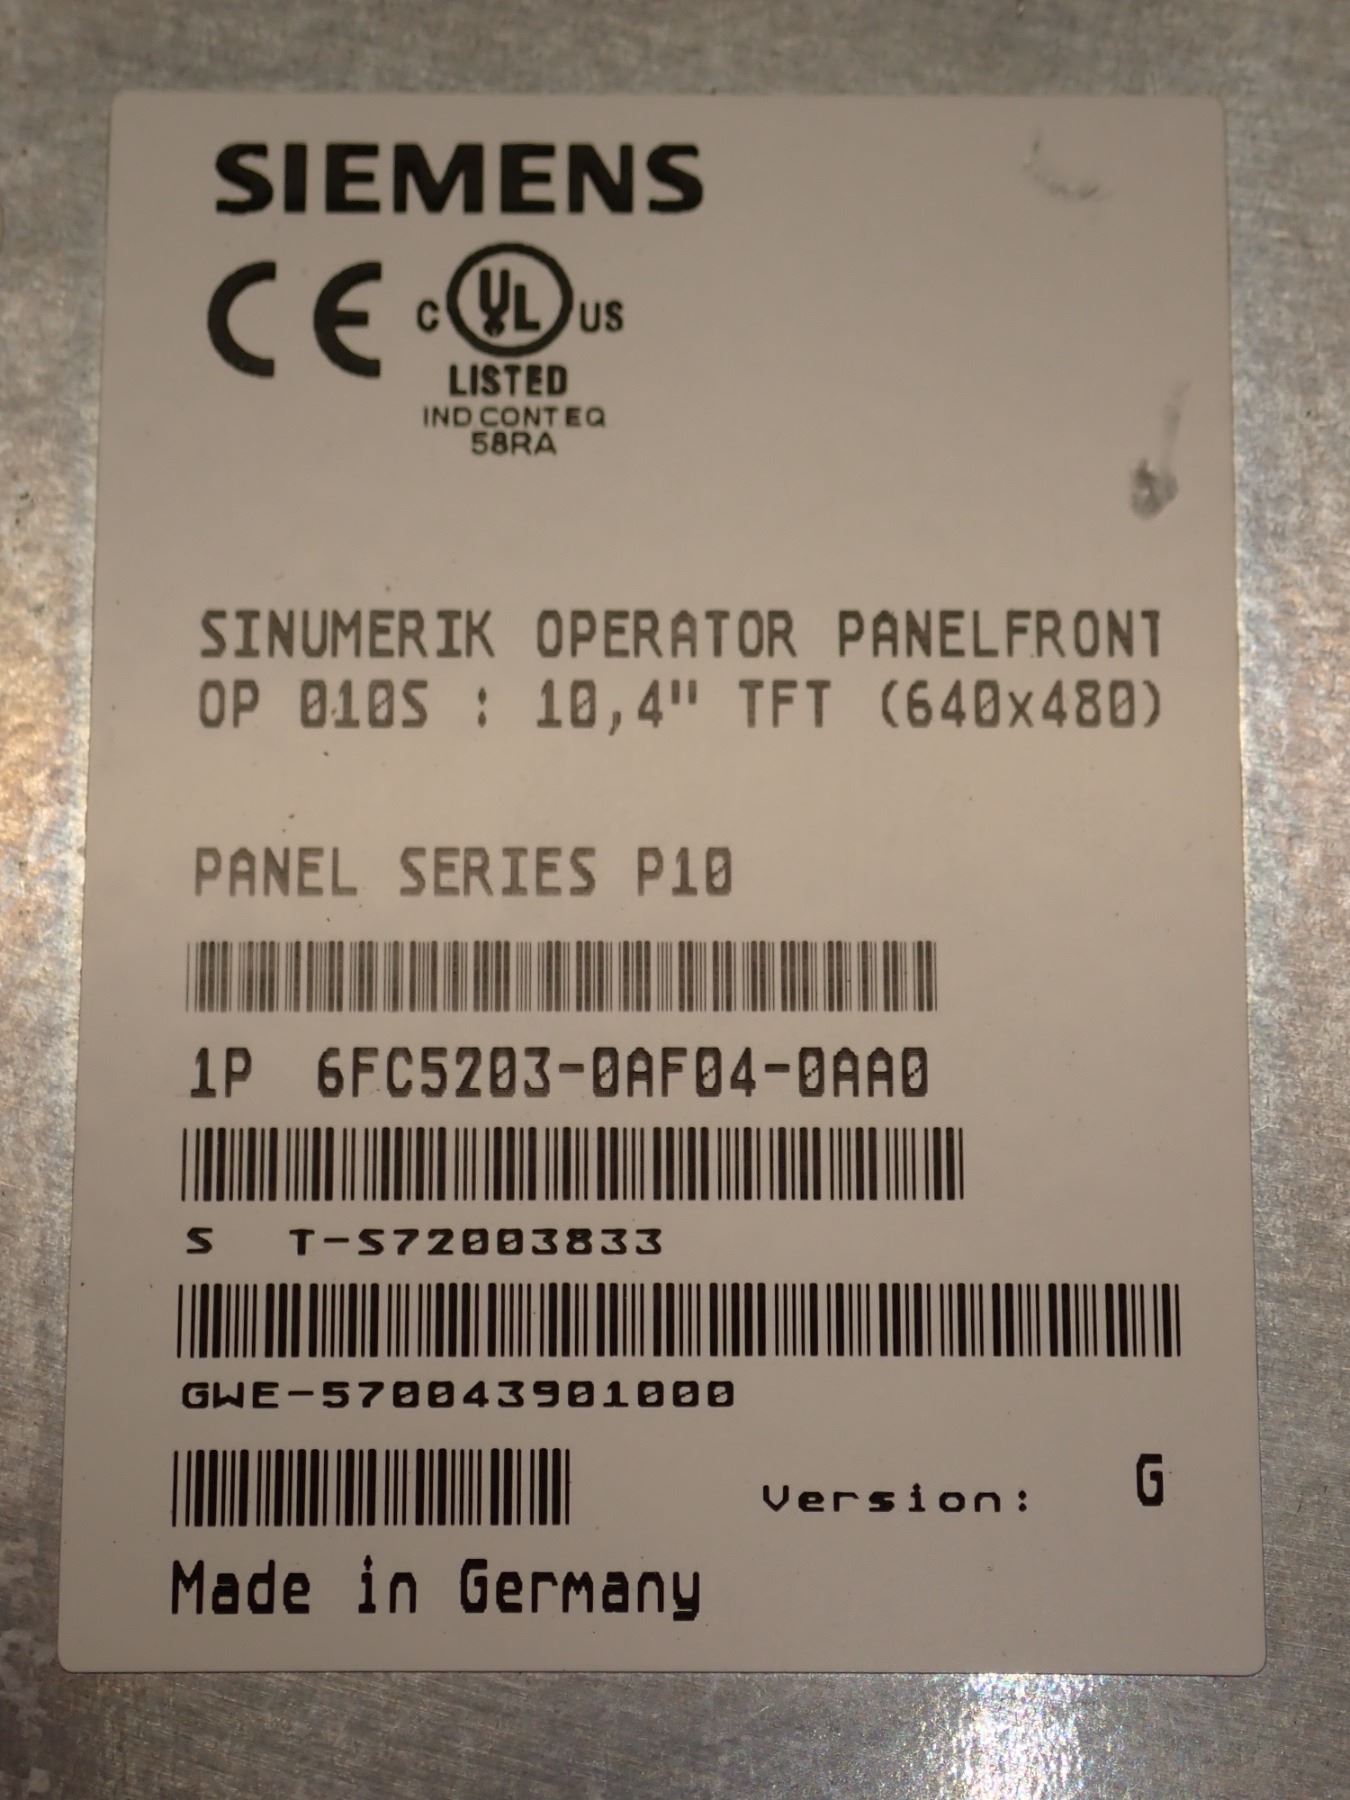 SIEMENS
CE
C UL US
LISTED
IND CONT EQ
58RA
SINUMERIK OPERATOR PANELFRONT
OP 010S : 10,4" TFT (640x480)
PANEL SERIES P10
1P 6FC5203-0AF04-0AA0
S T-S72003833
GWE-570043901000
Version: G
Made in Germany